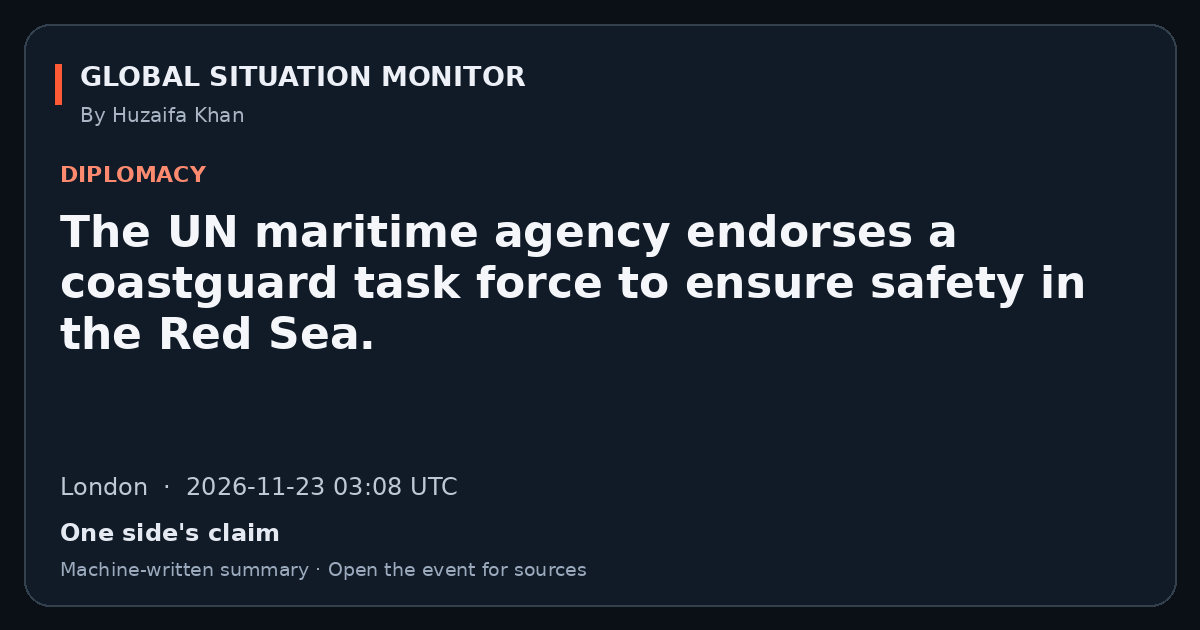 GLOBAL SITUATION MONITOR
By Huzaifa Khan
DIPLOMACY
The UN maritime agency endorses a
coastguard task force to ensure safety in
the Red Sea.
London · 2026-11-23 03:08 UTC
One side's claim
Machine-written summary · Open the event for sources